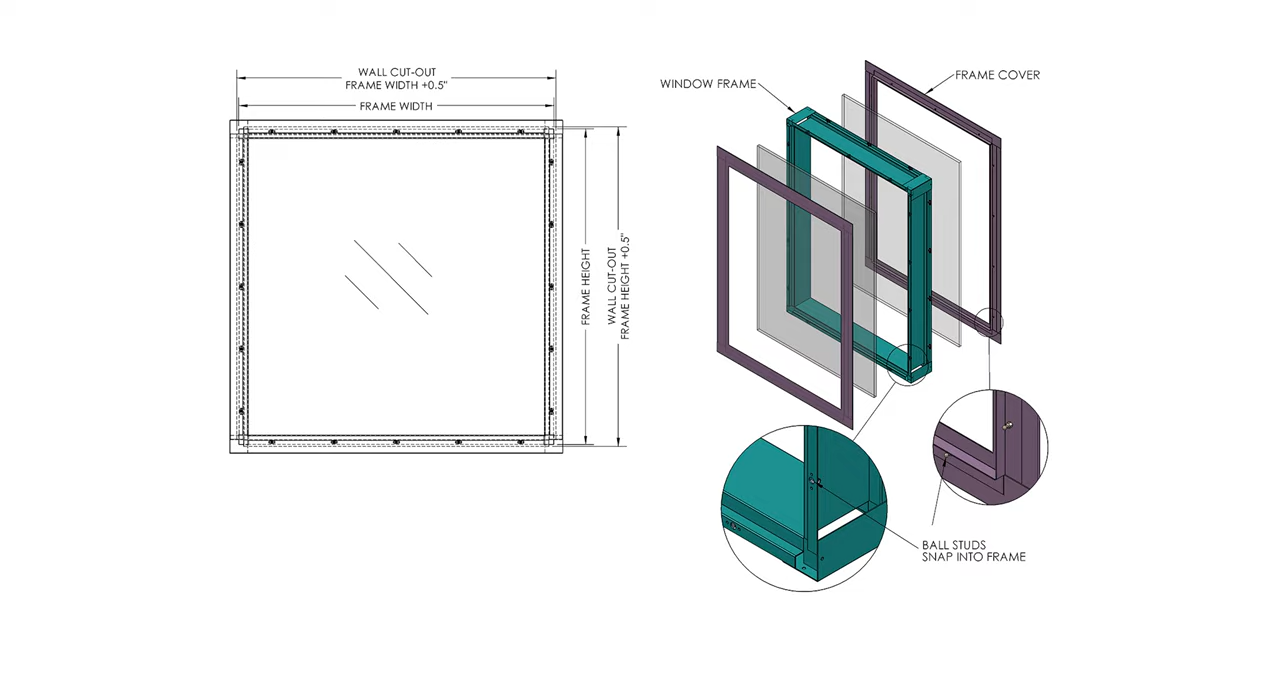 WALL CUT-OUT
FRAME WIDTH +0.5"
FRAME WIDTH
FRAME HEIGHT
WALL CUT-OUT
FRAME HEIGHT +0.5"
WINDOW FRAME
FRAME COVER
BALL STUDS
SNAP INTO FRAME